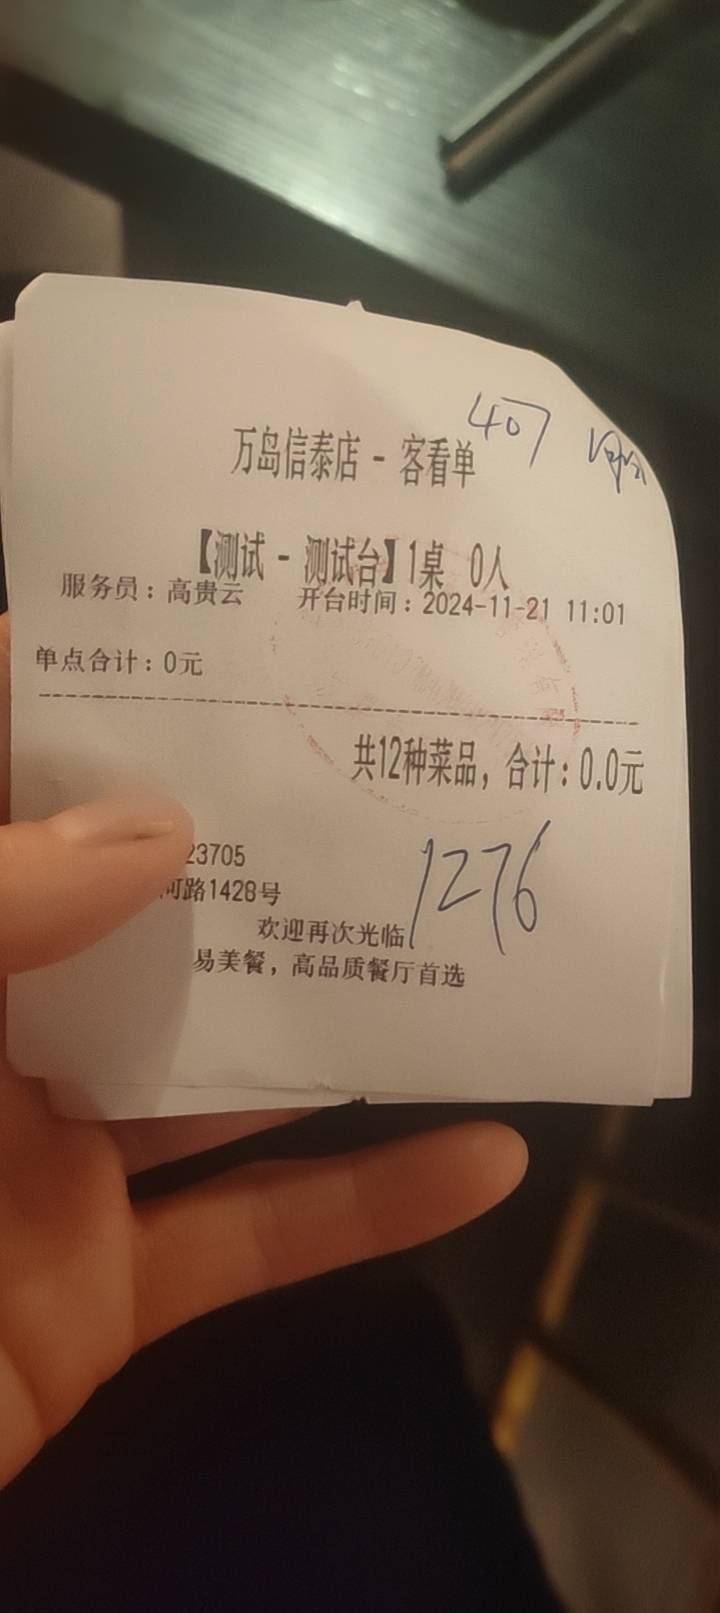 407
万岛信泰店 - 客看单
【测试 - 测试台】1桌 0人
服务员：高贵云 开台时间：2024-11-21 11:01
单点合计：0元
共12种菜品，合计：0.0元
23705
河路1428号
1276
欢迎再次光临
易美餐，高品质餐厅首选